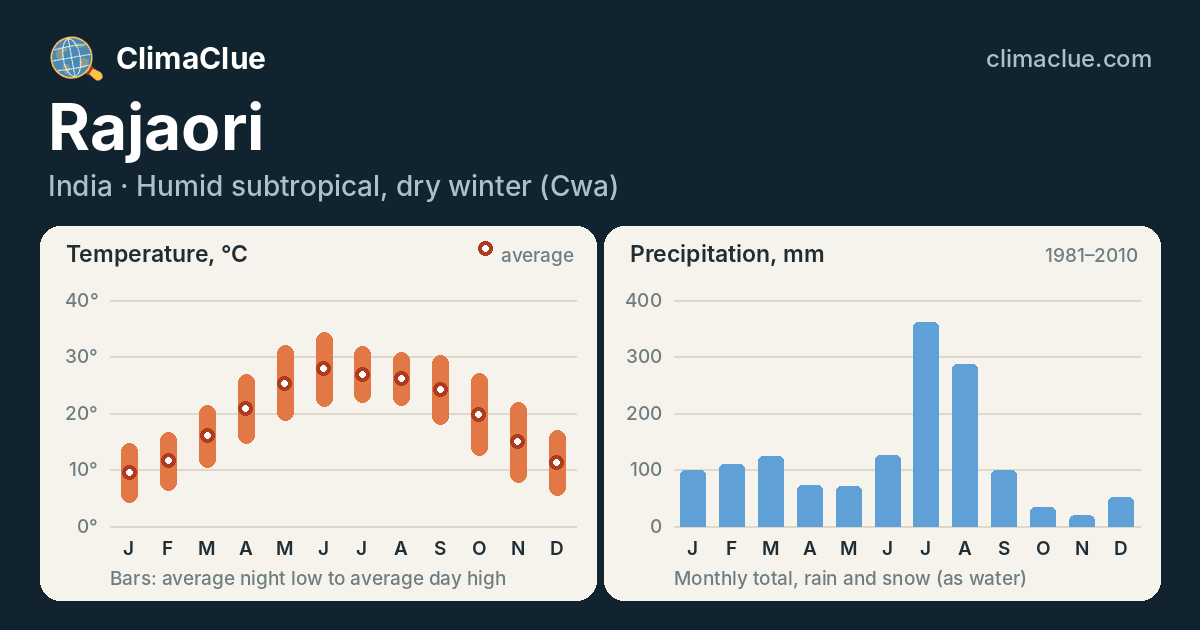 ClimaClue
climaclue.com
Rajaori
India · Humid subtropical, dry winter (Cwa)
Temperature, °C
average
40°
30°
20°
10°
0°
J F M A M J J A S O N D
Bars: average night low to average day high
Precipitation, mm
1981–2010
400
300
200
100
0
J F M A M J J A S O N D
Monthly total, rain and snow (as water)